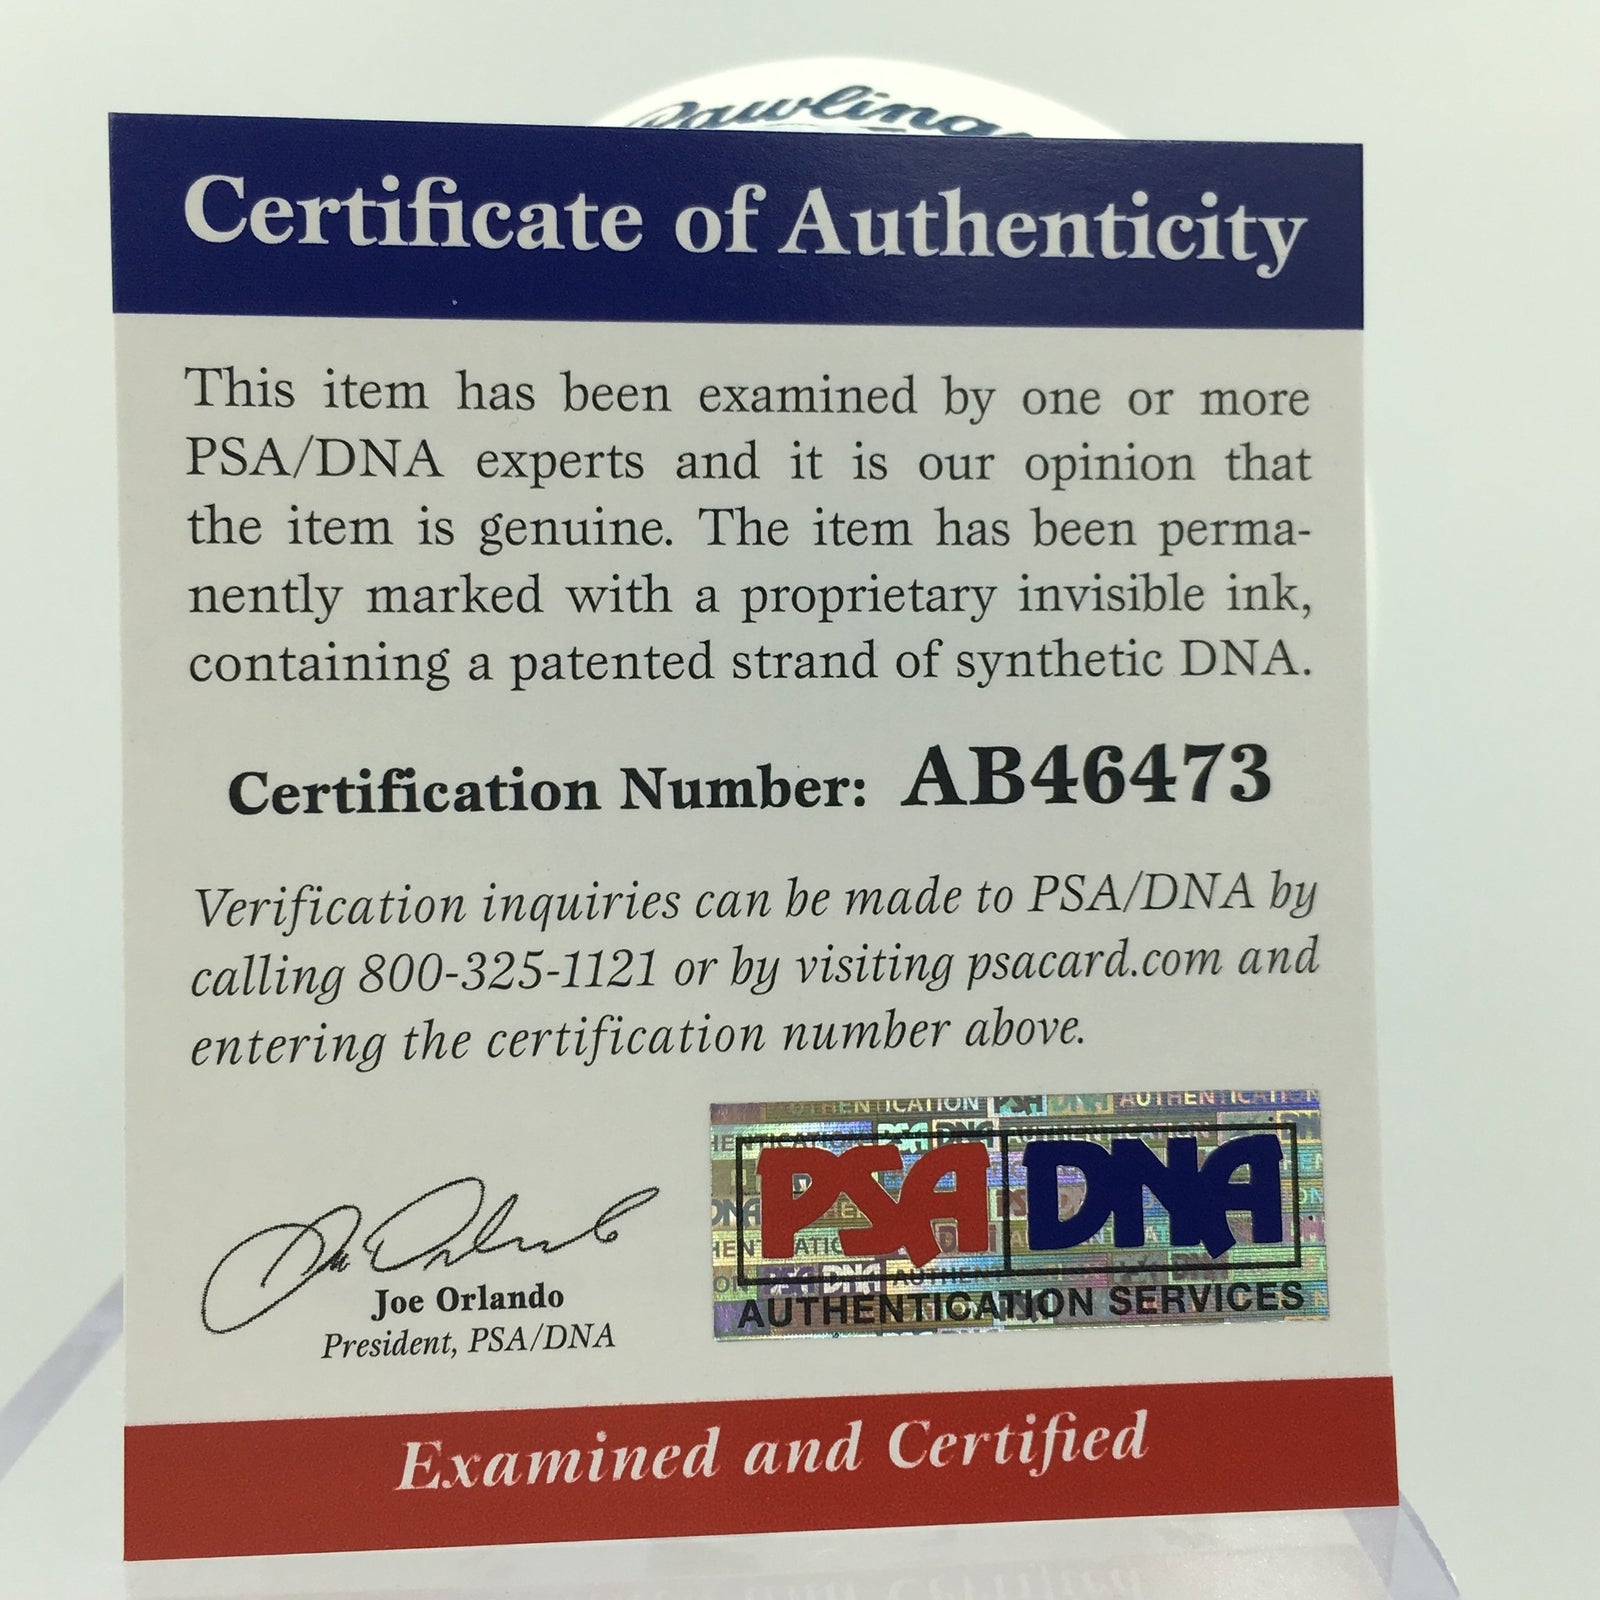 Rawlings
Certificate of Authenticity
This item has been examined by one or more
PSA/DNA experts and it is our opinion that
the item is genuine. The item has been perma-
nently marked with a proprietary invisible ink,
containing a patented strand of synthetic DNA.
Certification Number: AB46473
Verification inquiries can be made to PSA/DNA by
calling 800-325-1121 or by visiting psacard.com and
entering the certification number above.
PSA DNA
AUTHENTICATION SERVICES
Joe Orlando
President, PSA/DNA
Examined and Certified